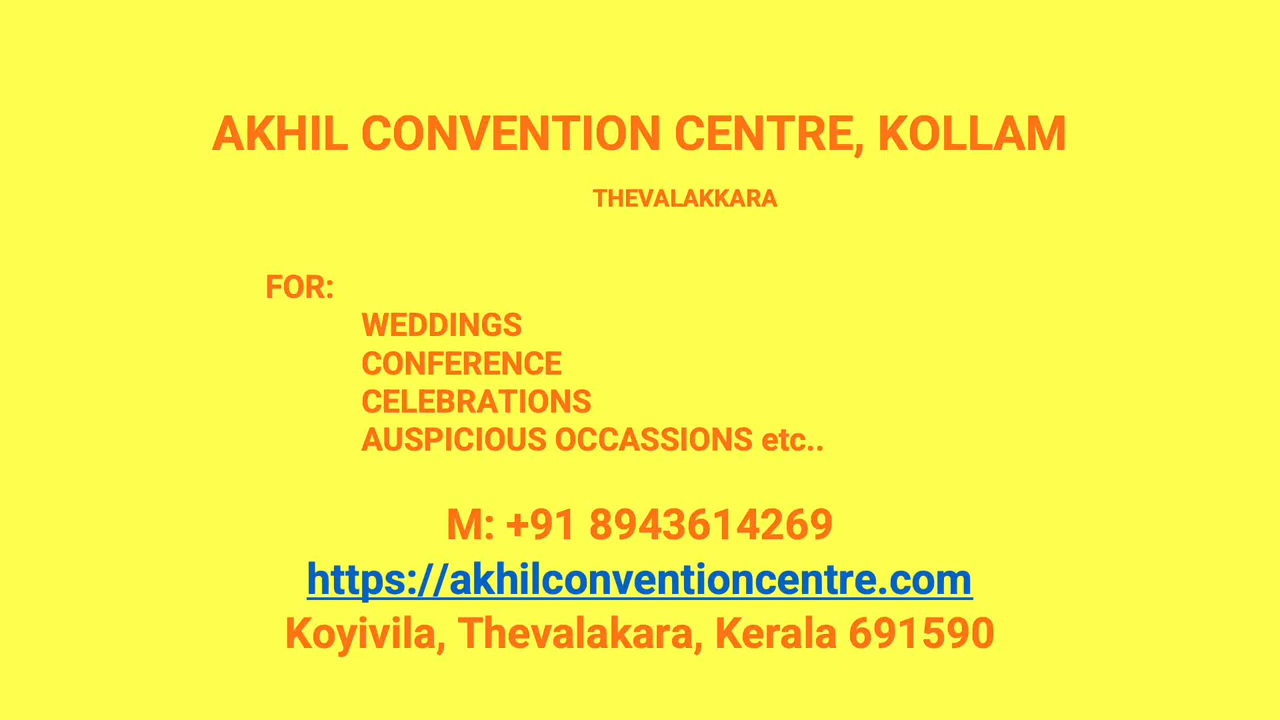 AKHIL CONVENTION CENTRE, KOLLAM
THEVALAKKARA
FOR:
WEDDINGS
CONFERENCE
CELEBRATIONS
AUSPICIOUS OCCASSIONS etc..
M: +91 8943614269
https://akhilconventioncentre.com
Koyivila, Thevalakara, Kerala 691590